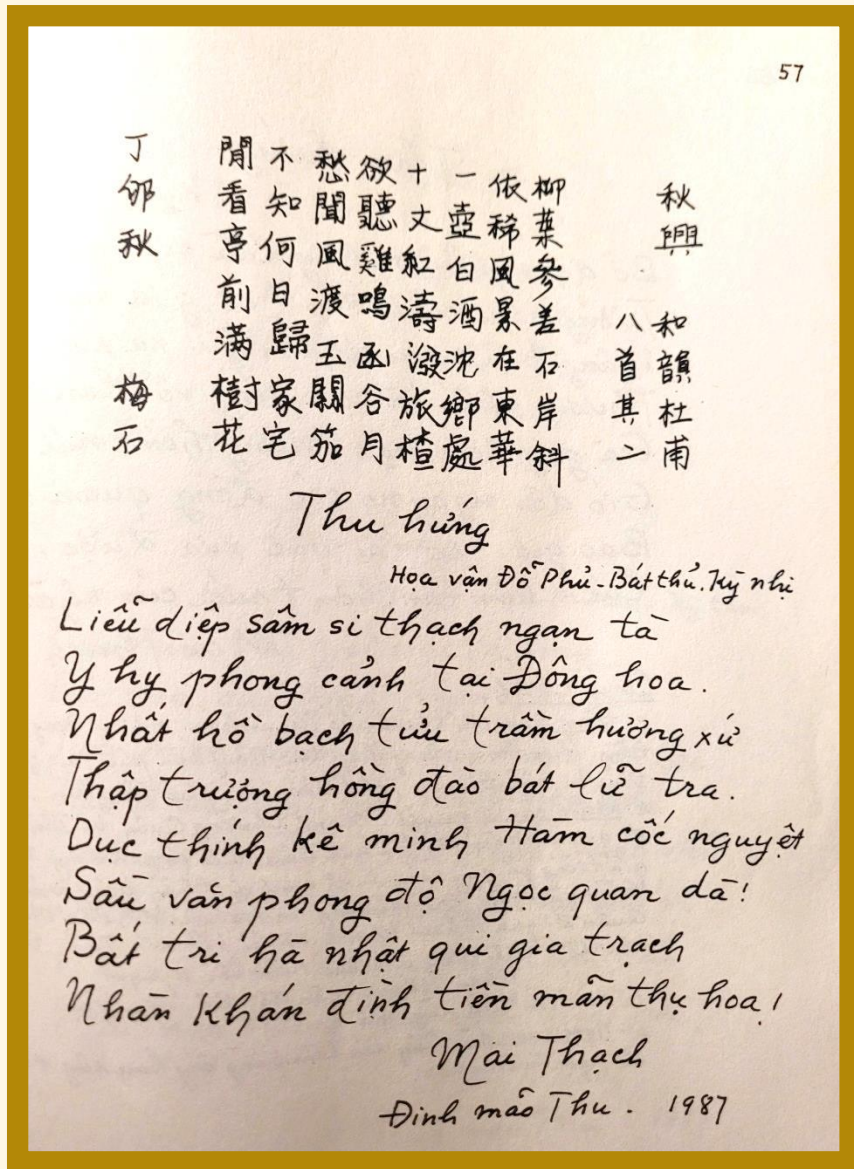 57
秋興 和韻杜甫
八首其二
柳葉參差石岸斜
依稀風景在東華
一壺白酒沈鄉處
十丈紅濤潑旅楂
欲聽雞鳴函谷月
愁聞風渡玉關笳
不知何日歸家宅
閒看亭前滿樹花
丁卯秋 梅石
Thu hứng
Họa vận Đỗ Phủ - Bát thủ. Kỳ nhị
Liễu diệp sâm si thạch ngạn tà
Y hy phong cảnh tại Đông hoa.
Nhất hồ bạch tửu trầm hương xứ
Thập trượng hồng đào bát lữ tra.
Dục thính kê minh Hàm cốc nguyệt
Sầu văn phong độ Ngọc quan dà!
Bất tri hà nhật qui gia trạch
Nhàn khán đình tiền mãn thụ hoa!
Mai Thạch
Đinh mão Thu. 1987